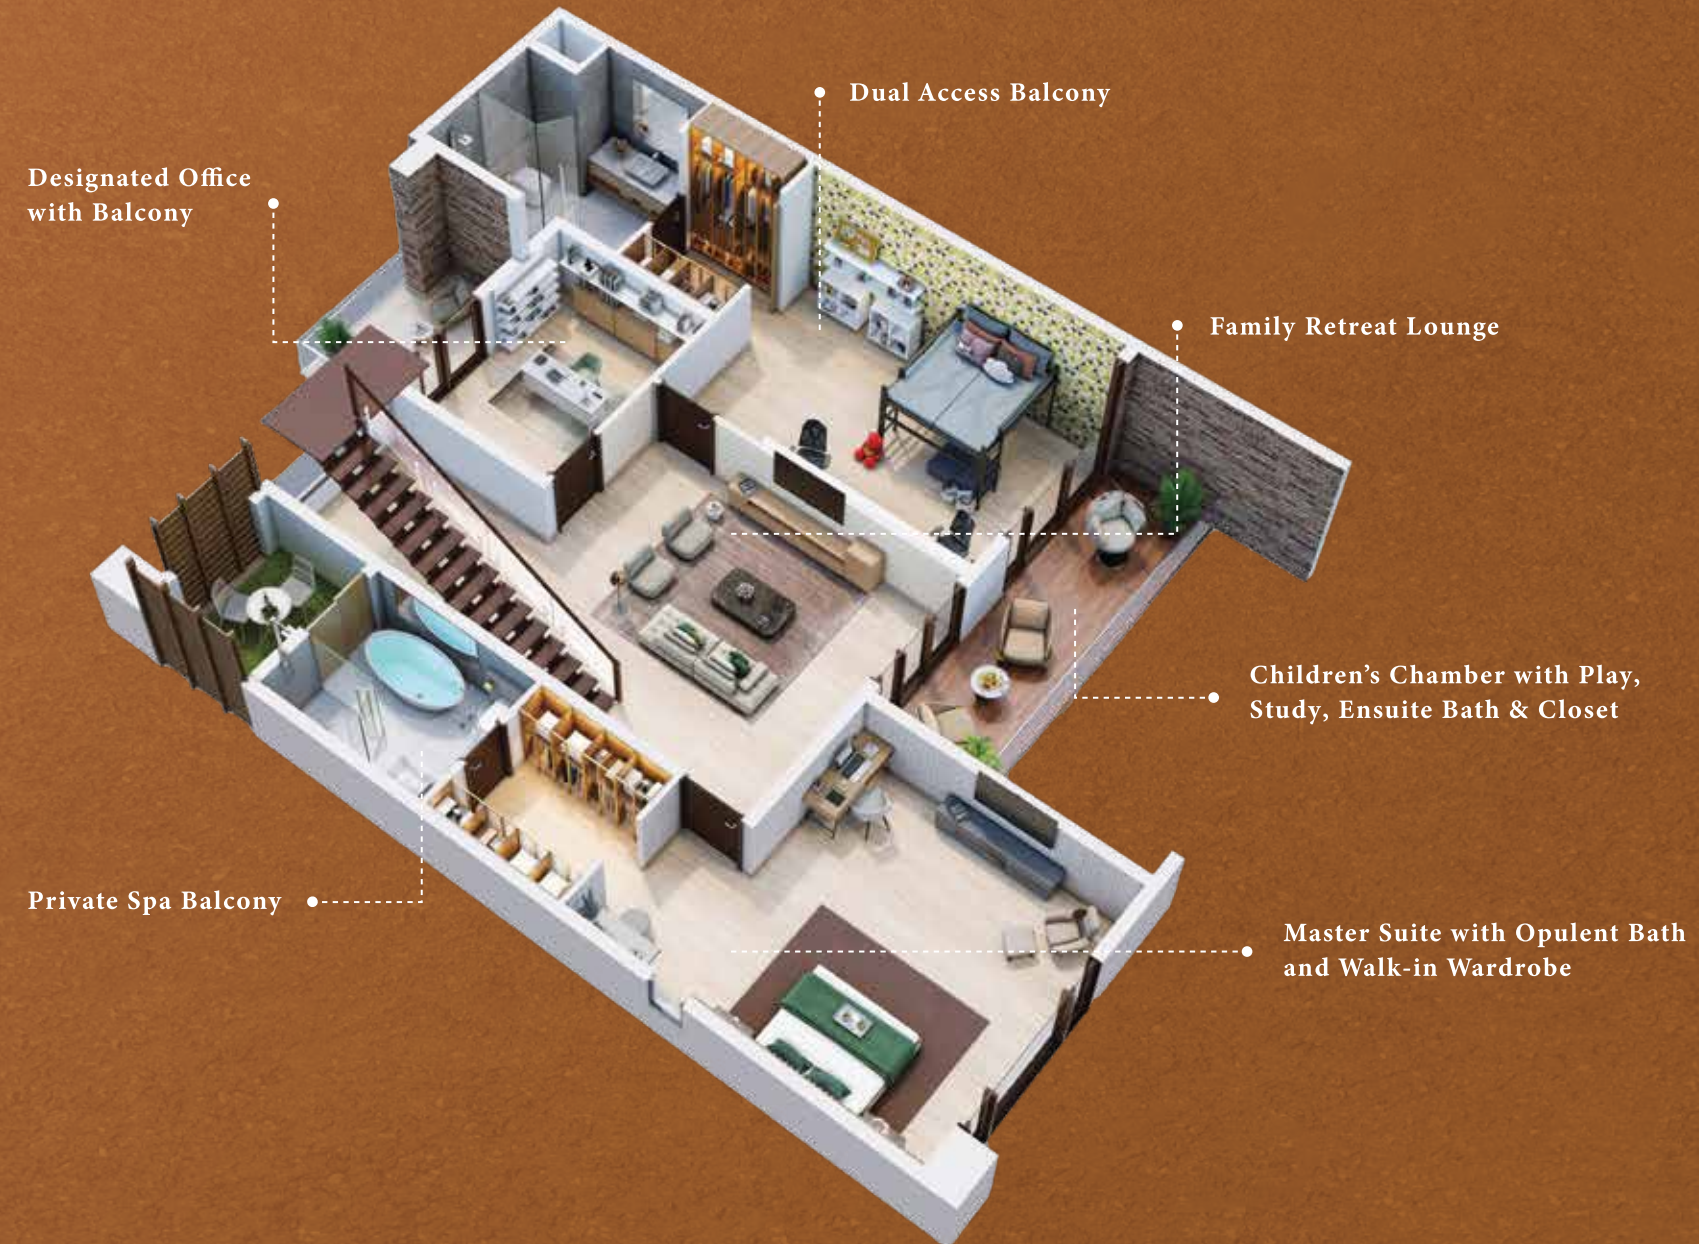 Dual Access Balcony
Designated Office
with Balcony
Family Retreat Lounge
Children’s Chamber with Play,
Study, Ensuite Bath & Closet
Private Spa Balcony
Master Suite with Opulent Bath
and Walk-in Wardrobe